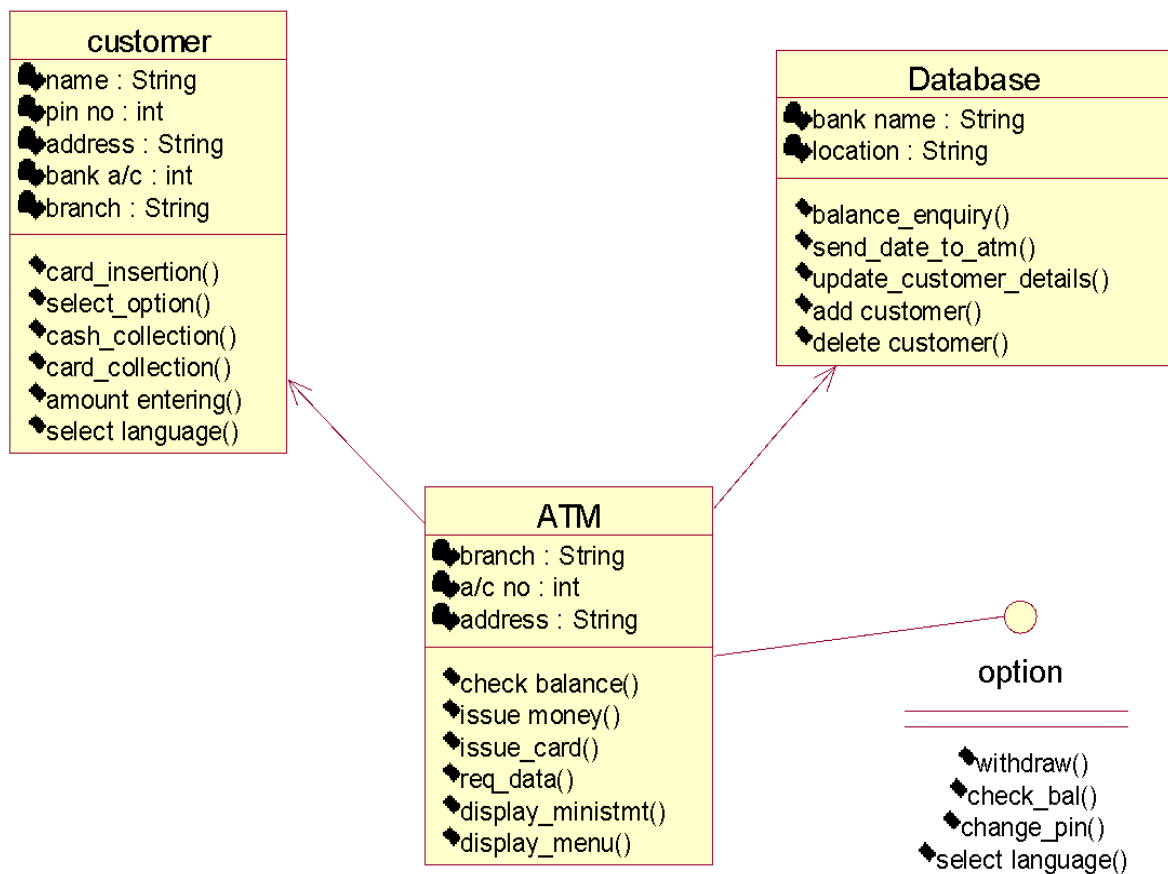 customer
name : String
pin no : int
address : String
bank a/c : int
branch : String
card_insertion()
select_option()
cash_collection()
card_collection()
amount entering()
select language()
Database
bank name : String
location : String
balance_enquiry()
send_date_to_atm()
update_customer_details()
add customer()
delete customer()
ATM
branch : String
a/c no : int
address : String
check balance()
issue money()
issue_card()
req_data()
display_ministmt()
display_menu()
option
withdraw()
check_bal()
change_pin()
select language()